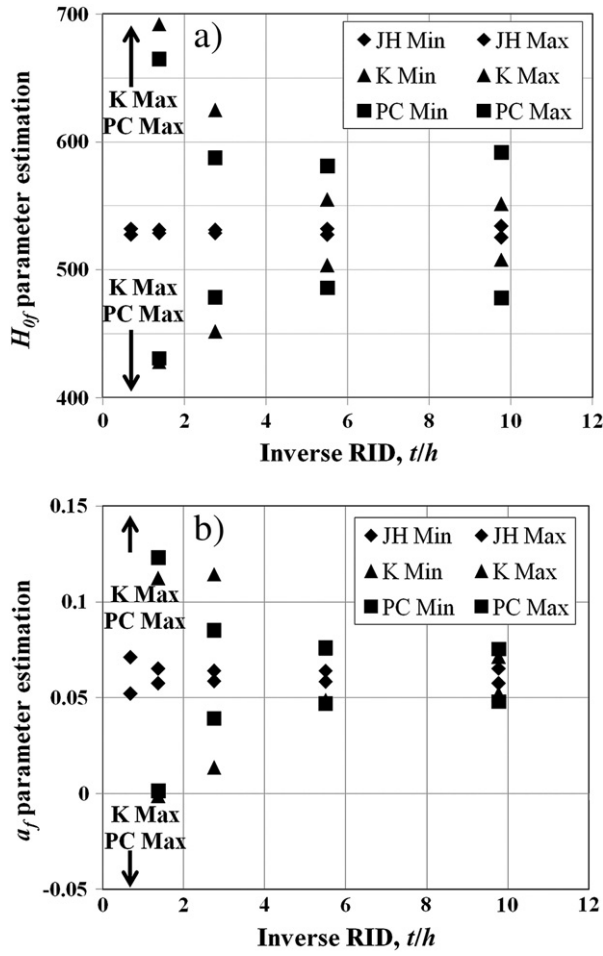 700
600
500
400
H0f parameter estimation
a)
JH Min JH Max
K Min K Max
PC Min PC Max
K Max
PC Max
K Max
PC Max
0 2 4 6 8 10 12
Inverse RID, t/h
0.15
0.1
0.05
0
-0.05
af parameter estimation
b)
JH Min JH Max
K Min K Max
PC Min PC Max
K Max
PC Max
K Max
PC Max
0 2 4 6 8 10 12
Inverse RID, t/h